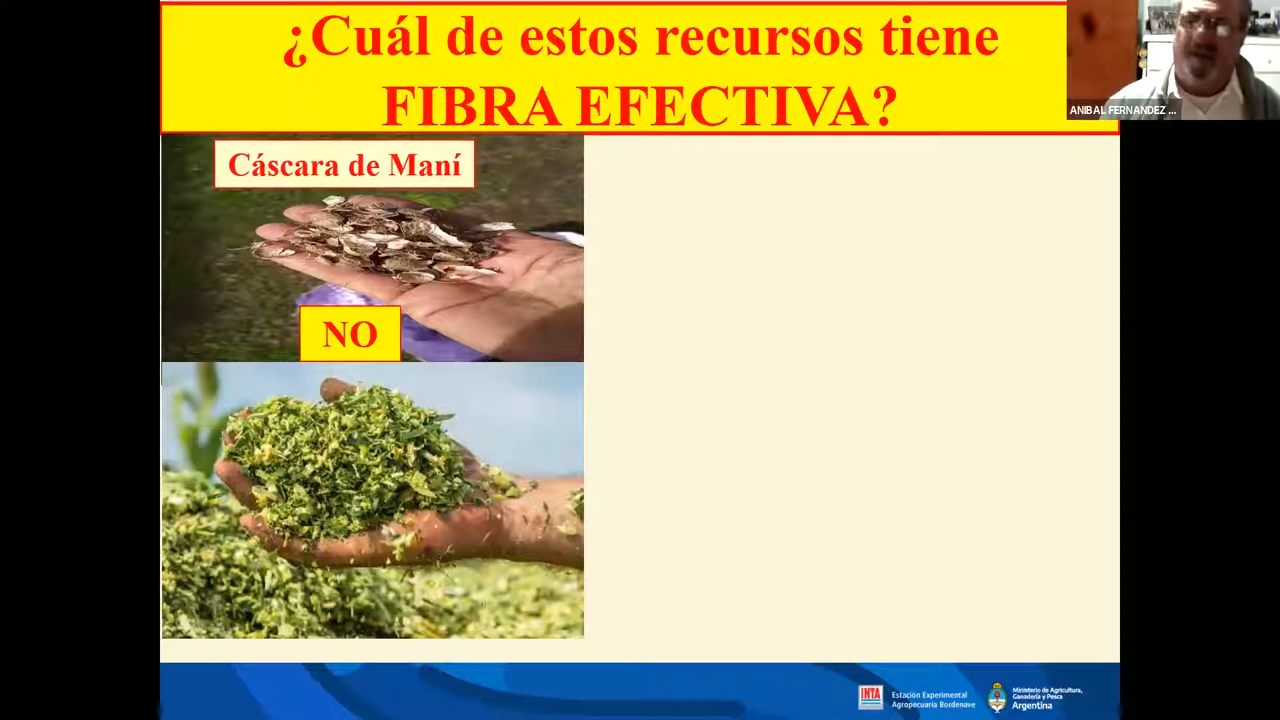 ¿Cuál de estos recursos tiene
FIBRA EFECTIVA?
ANIBAL FERNANDEZ ...
Cáscara de Maní
NO
INTA
Estación Experimental
Agropecuaria Bordenave
Ministerio de Agricultura,
Ganadería y Pesca
Argentina